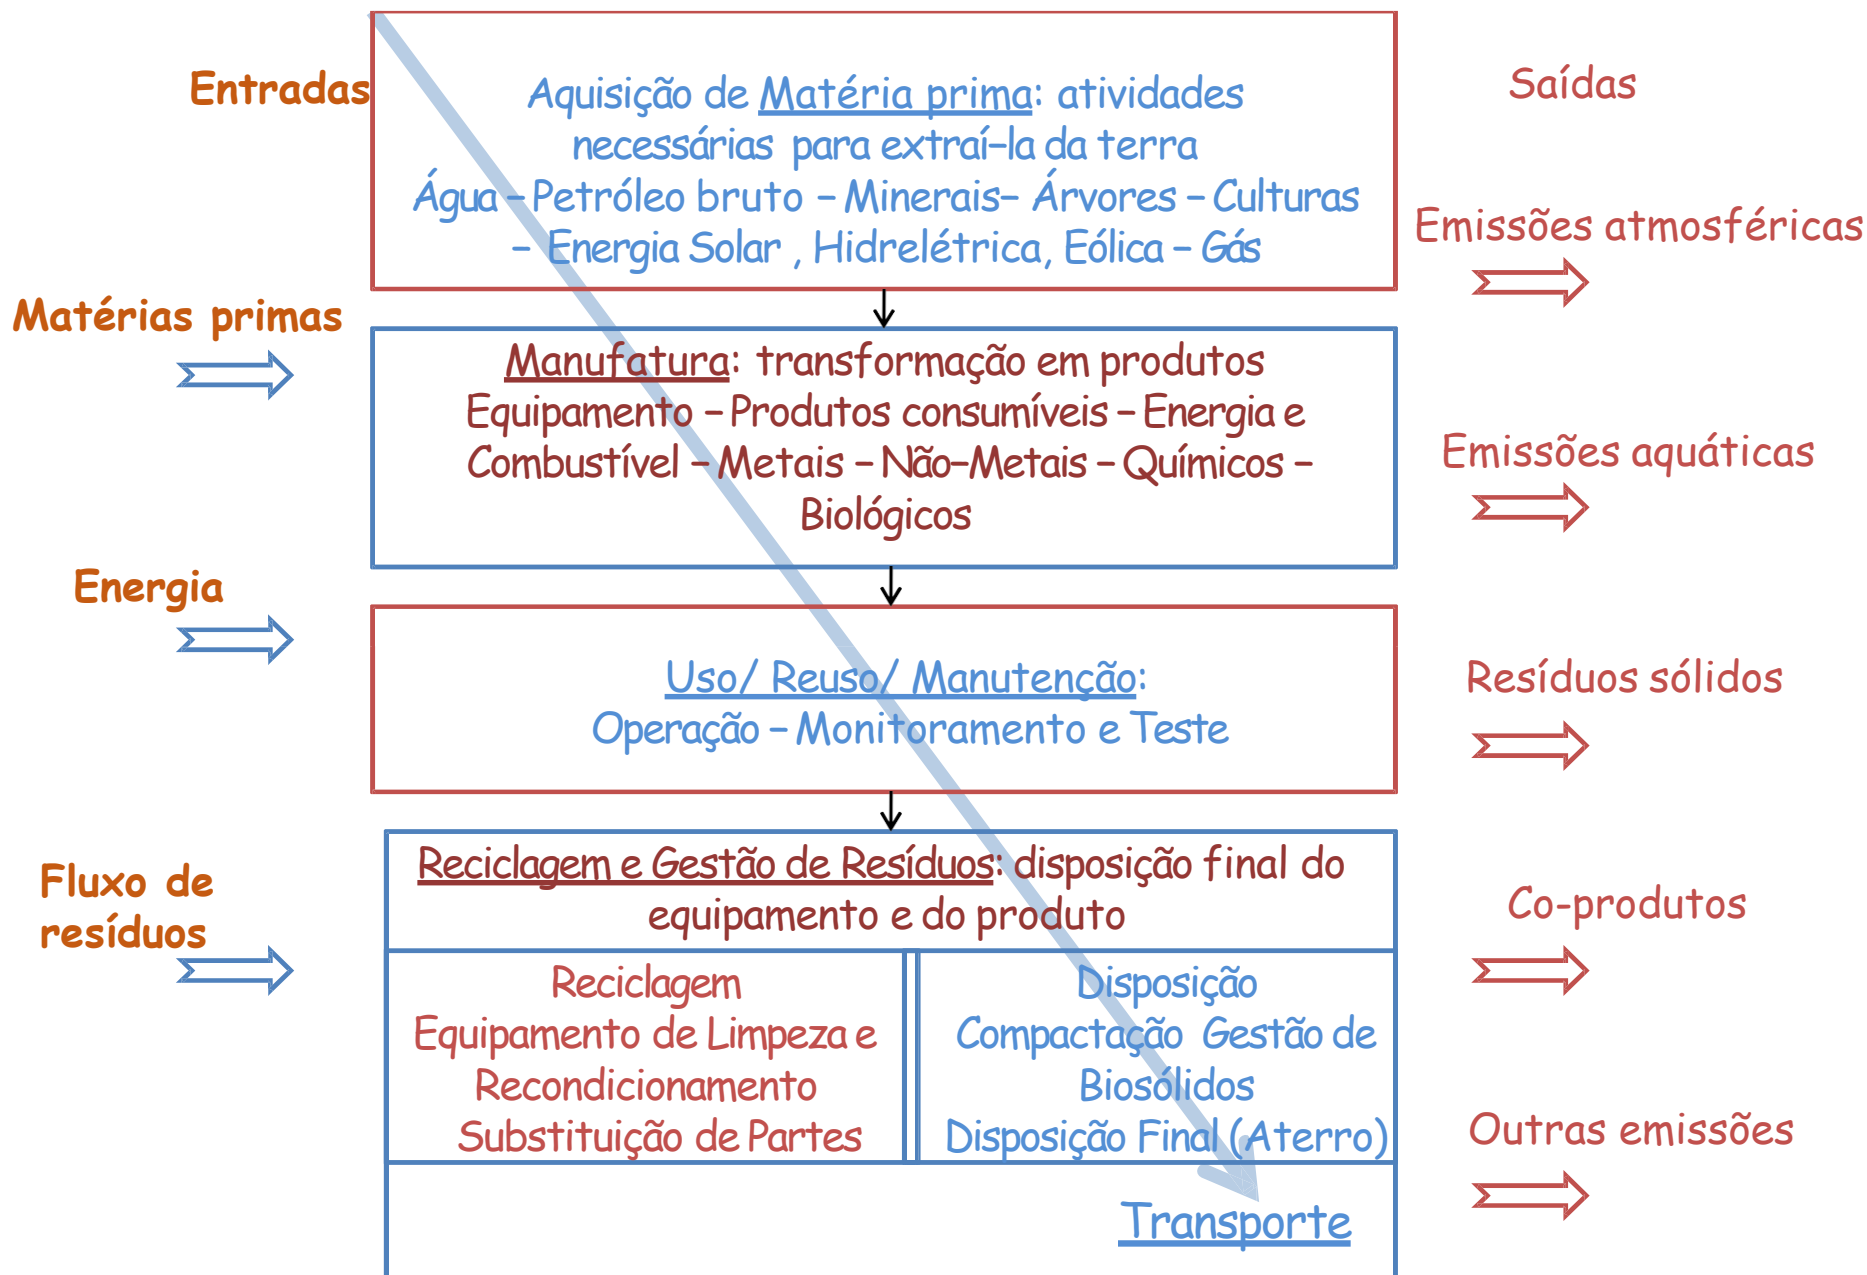 Entradas
Saídas
Aquisição de Matéria prima: atividades
necessárias para extraí-la da terra
Água – Petróleo bruto – Minerais– Árvores – Culturas
– Energia Solar , Hidrelétrica, Eólica – Gás
Emissões atmosféricas
Matérias primas
Manufatura: transformação em produtos
Equipamento – Produtos consumíveis – Energia e
Combustível – Metais – Não-Metais – Químicos –
Biológicos
Emissões aquáticas
Energia
Uso/ Reuso/ Manutenção:
Operação – Monitoramento e Teste
Resíduos sólidos
Fluxo de
resíduos
Reciclagem e Gestão de Resíduos: disposição final do
equipamento e do produto
Co-produtos
Reciclagem
Equipamento de Limpeza e
Recondicionamento
Substituição de Partes
Disposição
Compactação Gestão de
Biosólidos
Disposição Final (Aterro)
Outras emissões
Transporte